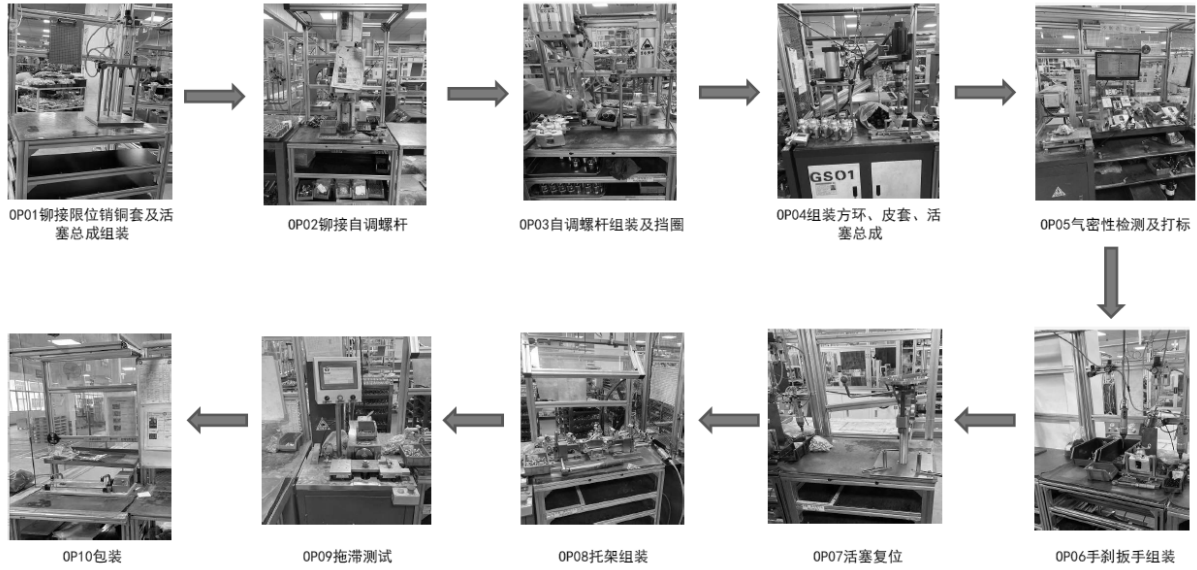 GS01
OP01铆接限位销铜套及活
塞总成组装
OP02铆接自调螺杆
OP03自调螺杆组装及挡圈
OP04组装方环、皮套、活
塞总成
OP05气密性检测及打标
OP10包装
OP09拖滞测试
OP08托架组装
OP07活塞复位
OP06手刹扳手组装